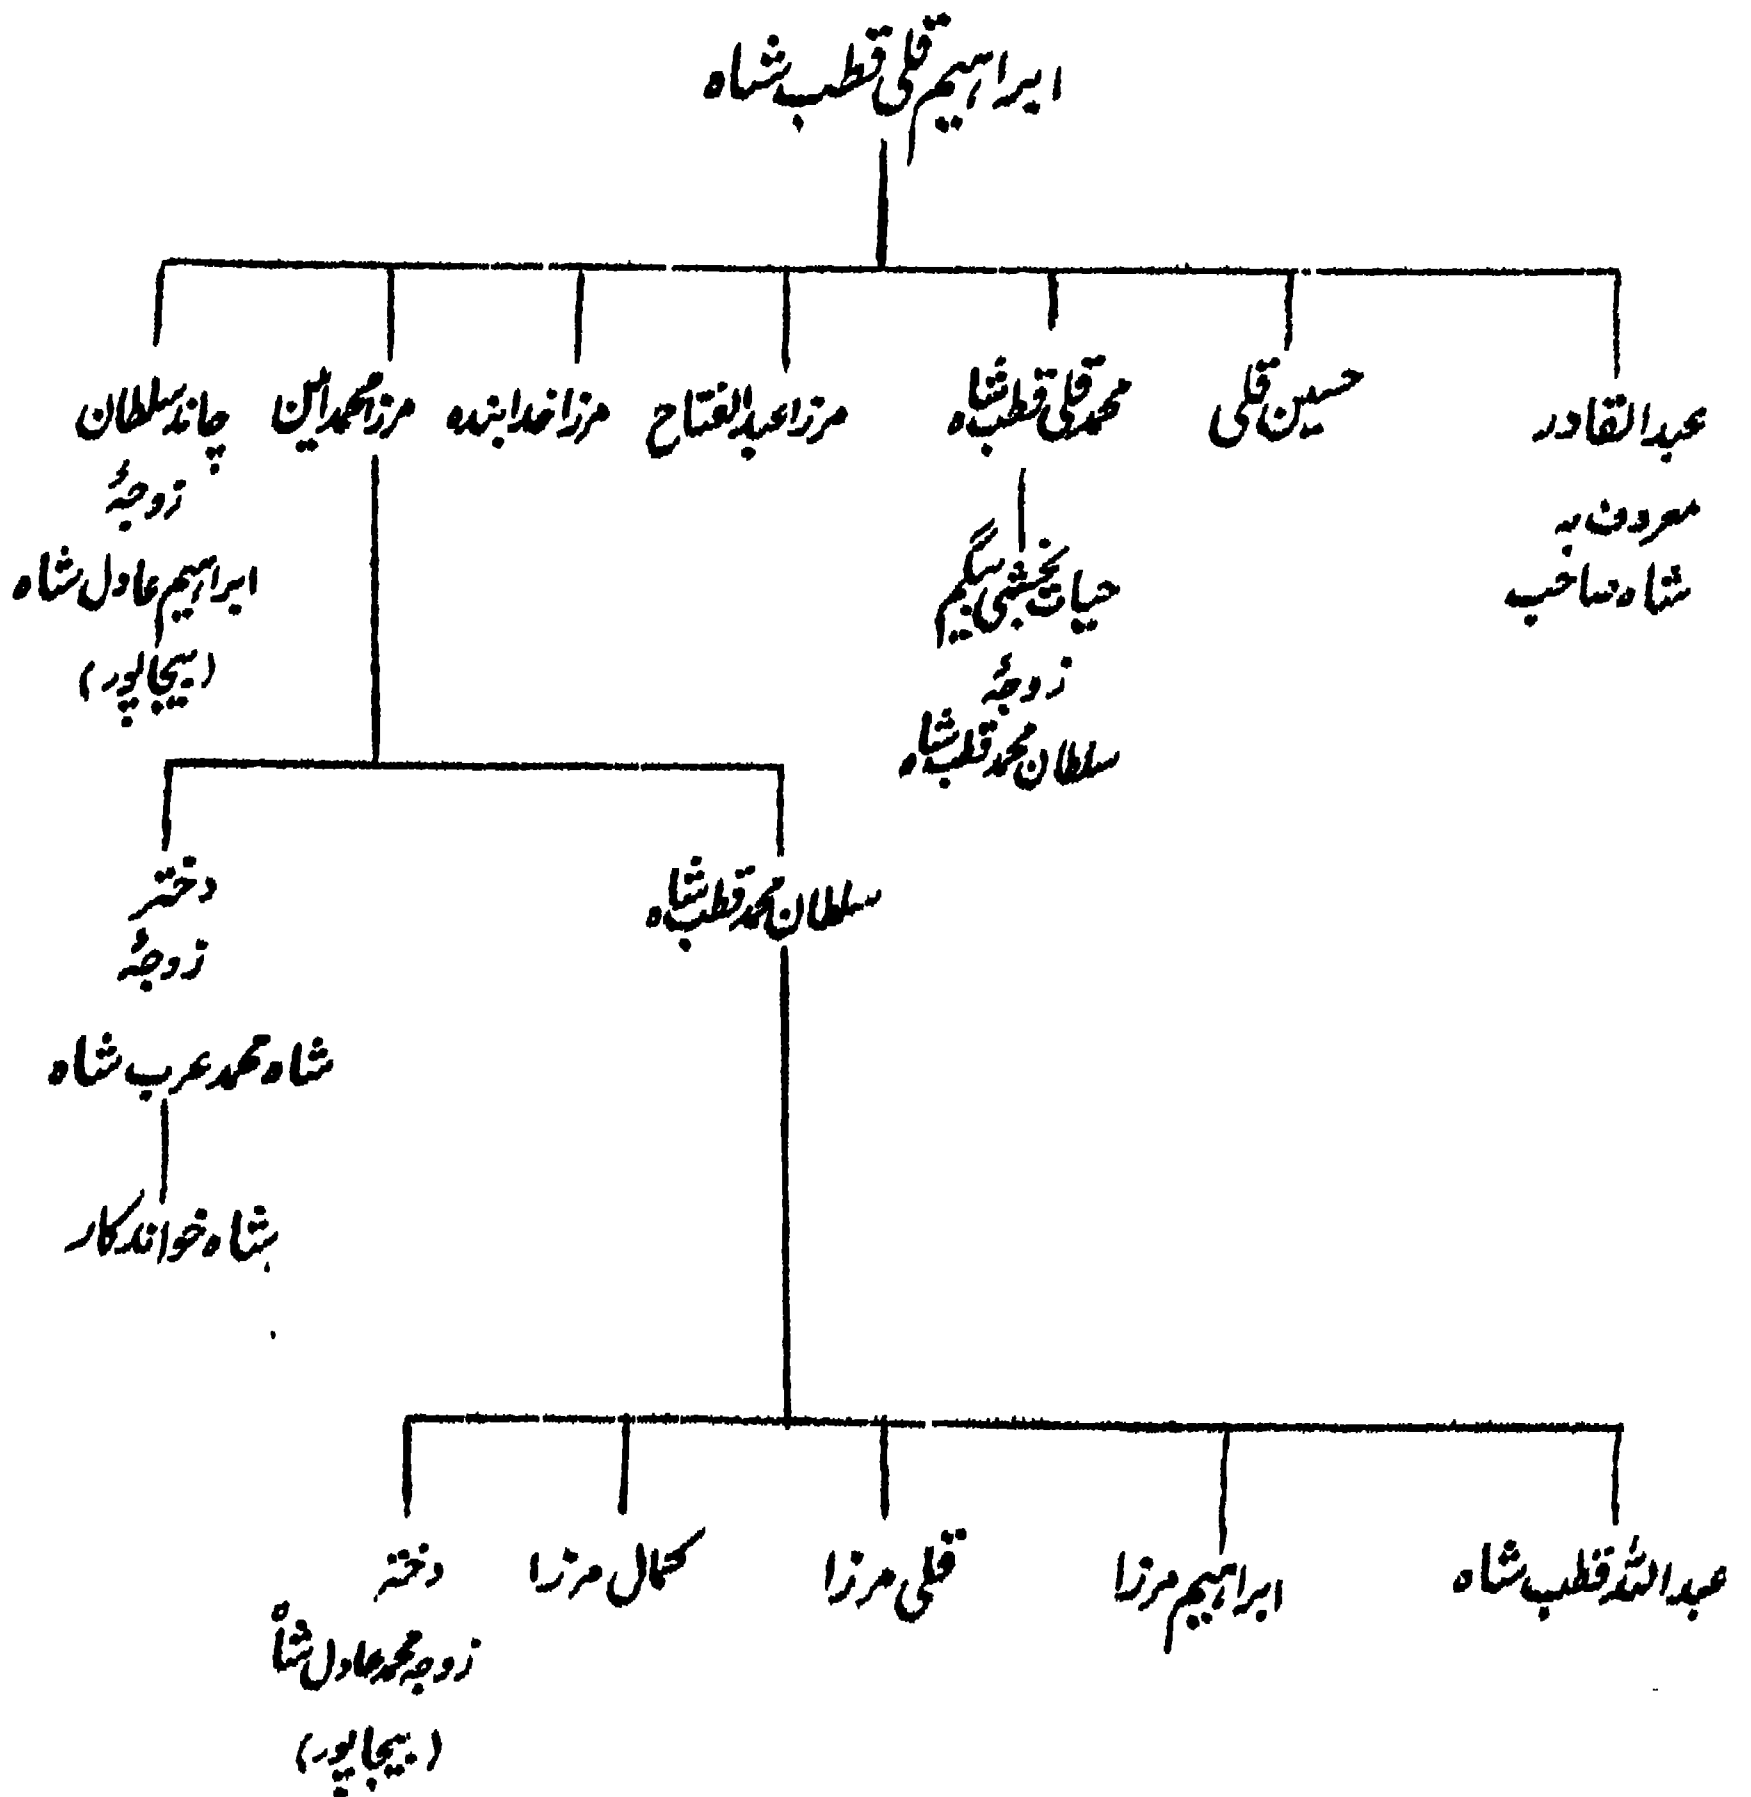 ابراہیم قلی قطب شاہ
عبدالقادر
معروف بہ
شاہ صاحب
حسین قلی
محمد قلی قطب شاہ
حیات بخشی بیگم
زوجۂ
سلطان محمد قطب شاہ
مرزا عبدالفتاح
مرزا خدا بندہ
مرزا محمد امین
چاند سلطان
زوجۂ
ابراہیم عادل شاہ
(بیجاپور)
سلطان محمد قطب شاہ
دختر
زوجۂ
شاہ محمد عرب شاہ
شاہ خواندکار
عبداللہ قطب شاہ
ابراہیم مرزا
قلی مرزا
کمال مرزا
دختر
زوجہ محمد عادل شاہ
(بیجاپور)